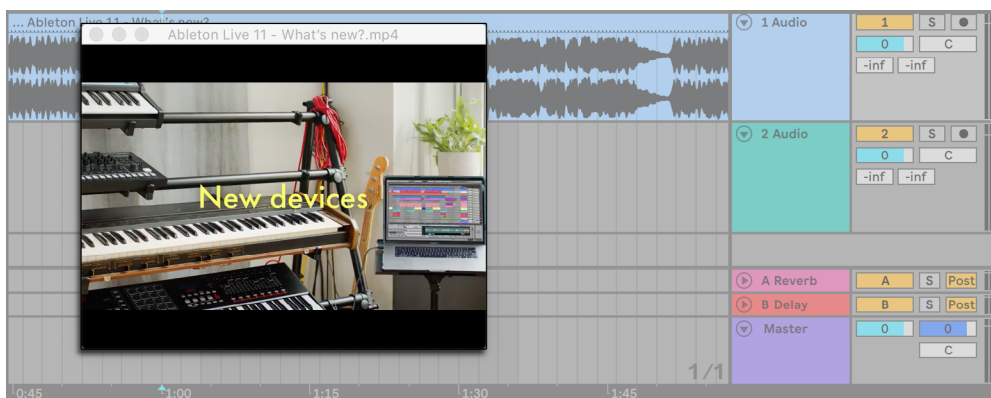 ... Ableton Live 11 - What's new?
Ableton Live 11 - What's new?.mp4
New devices
1 Audio
1
S
0
C
-inf
-inf
2 Audio
2
S
0
C
-inf
-inf
A Reverb
A
S
Post
B Delay
B
S
Post
Master
0
0
C
1/1
0:45
1:00
1:15
1:30
1:45